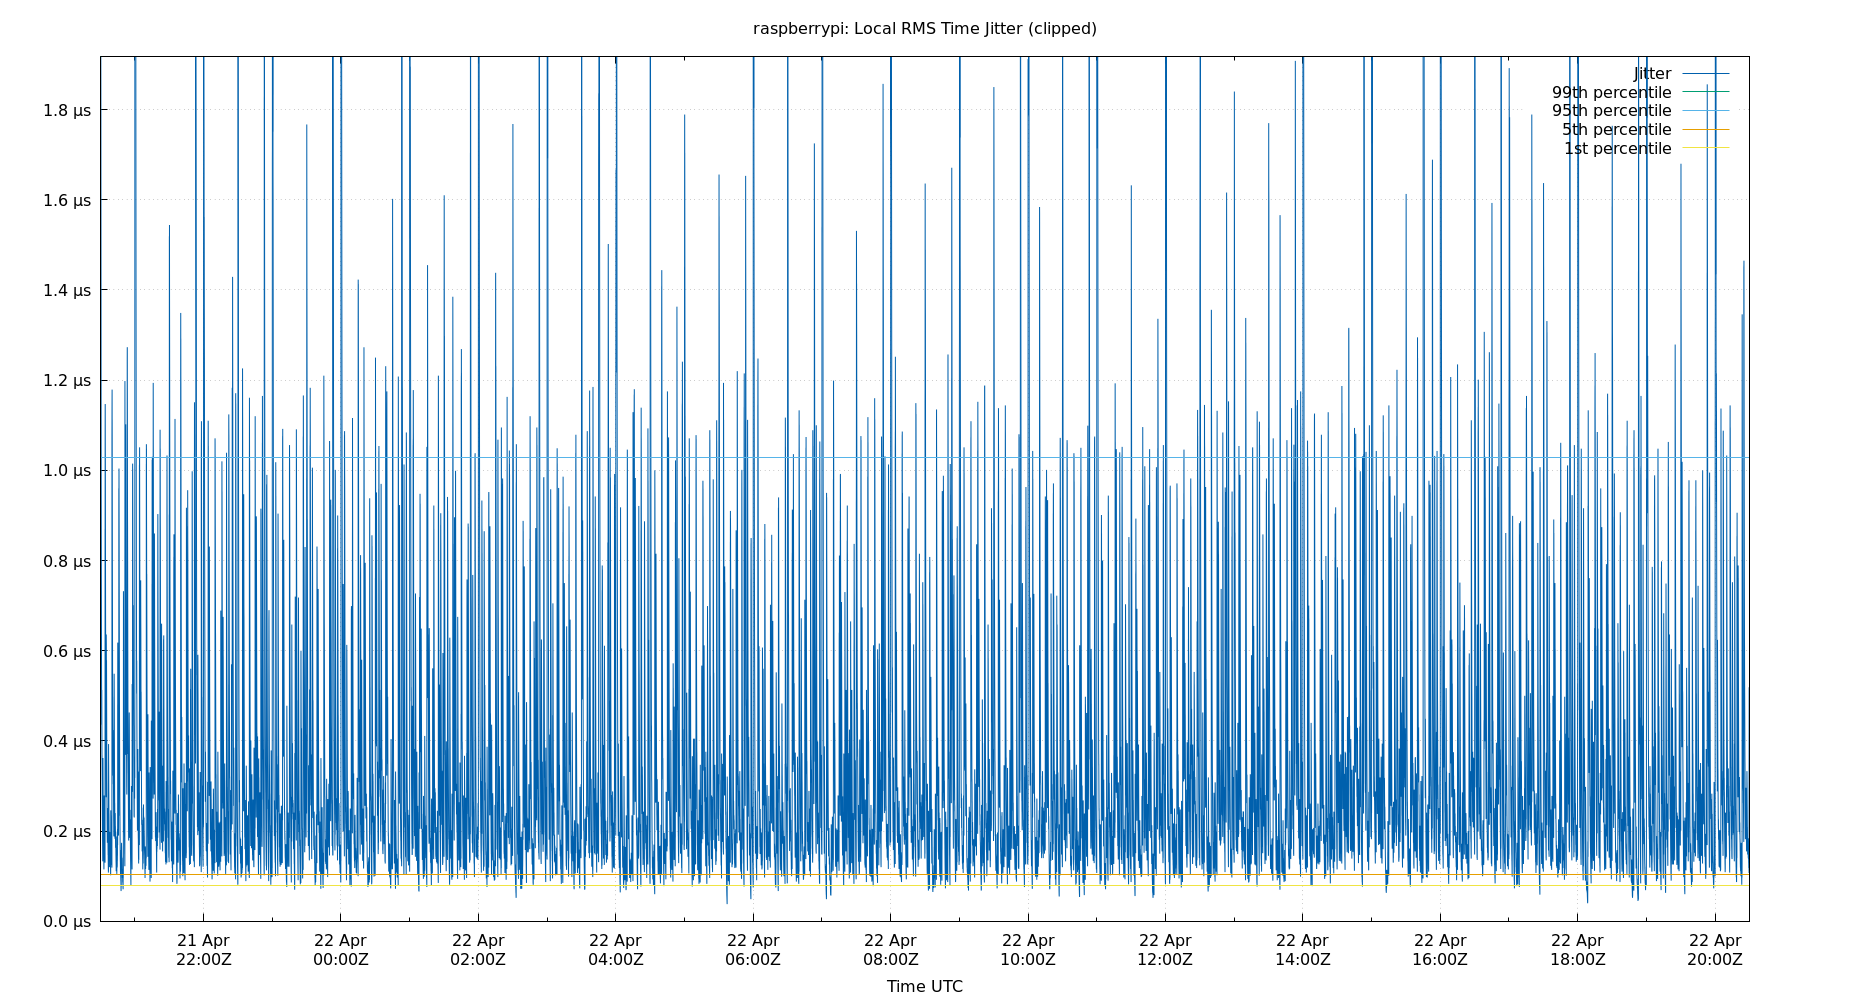 raspberrypi: Local RMS Time Jitter (clipped)
Jitter
99th percentile
95th percentile
5th percentile
1st percentile
1.8 µs
1.6 µs
1.4 µs
1.2 µs
1.0 µs
0.8 µs
0.6 µs
0.4 µs
0.2 µs
0.0 µs
21 Apr 22 Apr 22 Apr 22 Apr 22 Apr 22 Apr 22 Apr 22 Apr 22 Apr 22 Apr 22 Apr 22 Apr
22:00Z 00:00Z 02:00Z 04:00Z 06:00Z 08:00Z 10:00Z 12:00Z 14:00Z 16:00Z 18:00Z 20:00Z
Time UTC